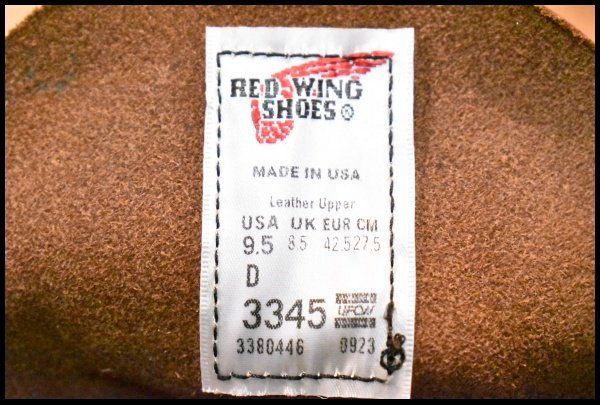 RED WING
SHOES ®
MADE IN USA
Leather Upper
USA UK EUR CM
9.5 8.5 42.5 27.5
D
3345 UFCW
3380446 0923